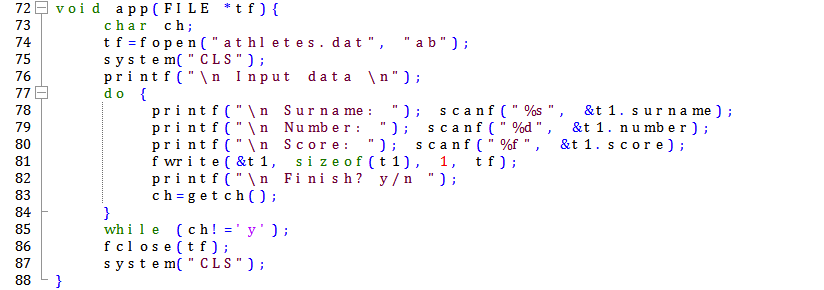 72 void app(FILE *tf){
73 char ch;
74 tf=fopen("athletes.dat", "ab");
75 system("CLS");
76 printf("\n Input data \n");
77 do {
78 printf("\n Surname: "); scanf("%s", &t1.surname);
79 printf("\n Number: "); scanf("%d", &t1.number);
80 printf("\n Score: "); scanf("%f", &t1.score);
81 fwrite(&t1, sizeof(t1), 1, tf);
82 printf("\n Finish? y/n ");
83 ch=getch();
84 }
85 while (ch!='y');
86 fclose(tf);
87 system("CLS");
88 }